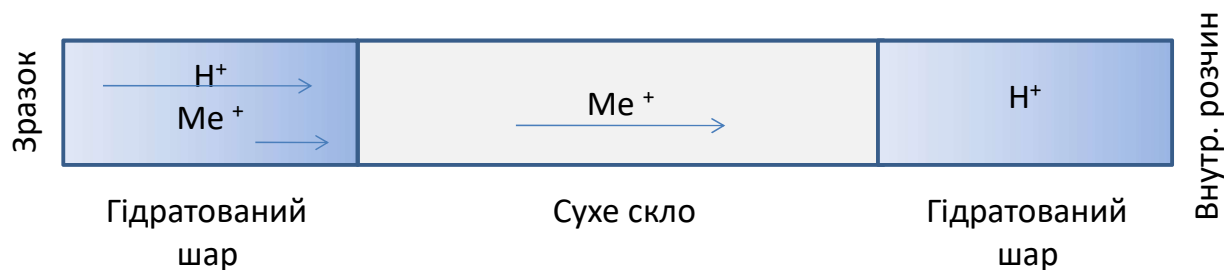 Зразок
H⁺
Me ⁺
Me ⁺
H⁺
Внутр. розчин
Гідратований
шар
Сухе скло
Гідратований
шар